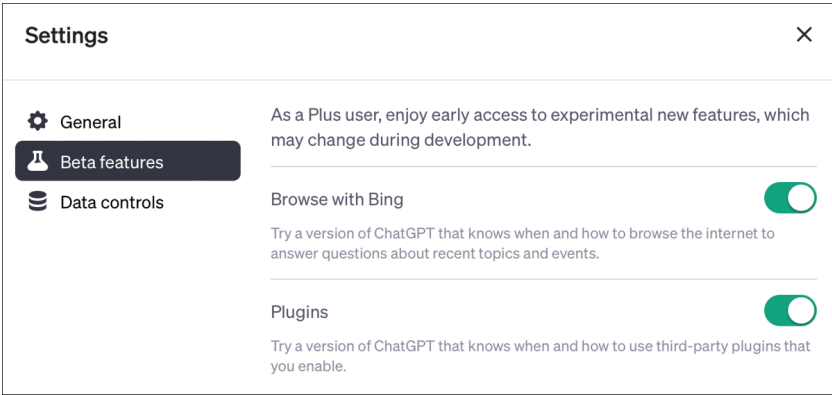 Settings
General
Beta features
Data controls
As a Plus user, enjoy early access to experimental new features, which
may change during development.
Browse with Bing
Try a version of ChatGPT that knows when and how to browse the internet to
answer questions about recent topics and events.
Plugins
Try a version of ChatGPT that knows when and how to use third-party plugins that
you enable.